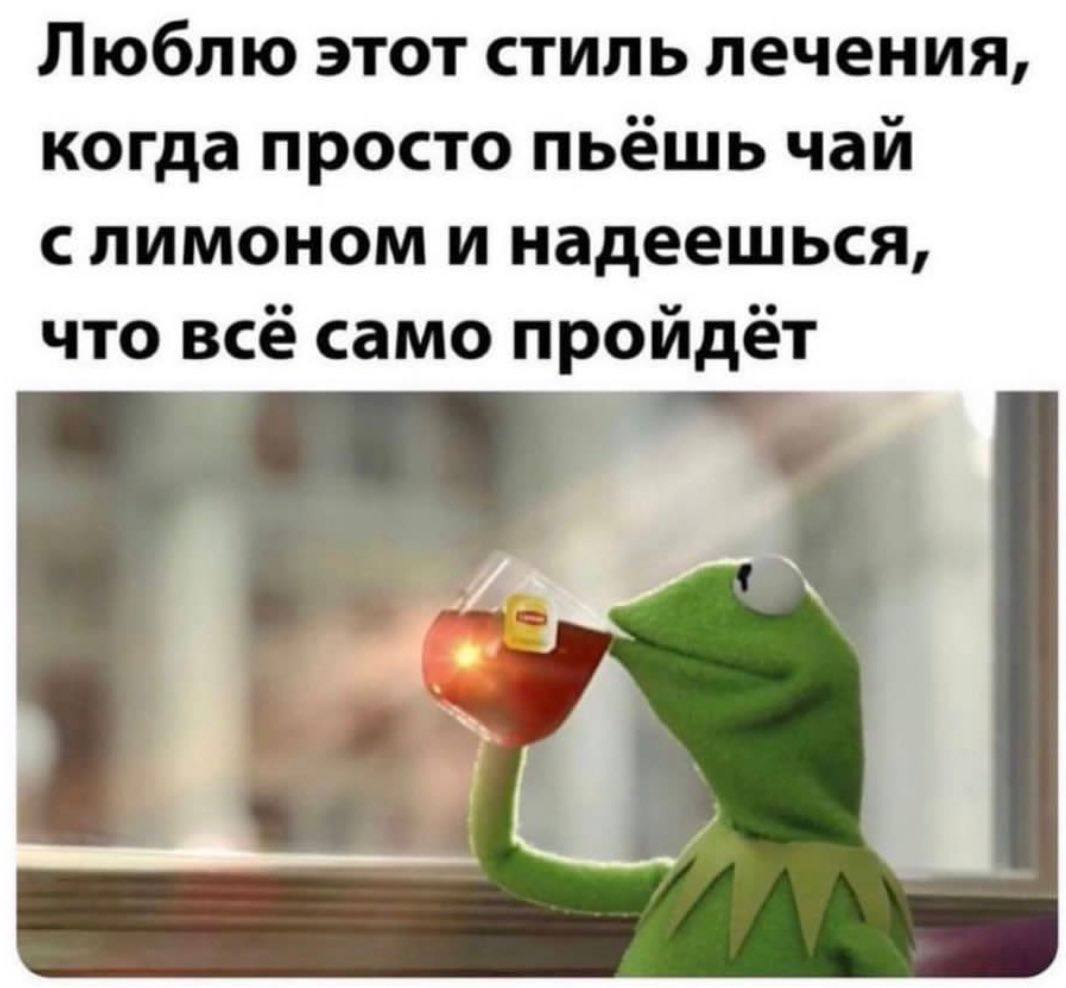 Люблю этот стиль лечения,
когда просто пьёшь чай
с лимоном и надеешься,
что всё само пройдёт